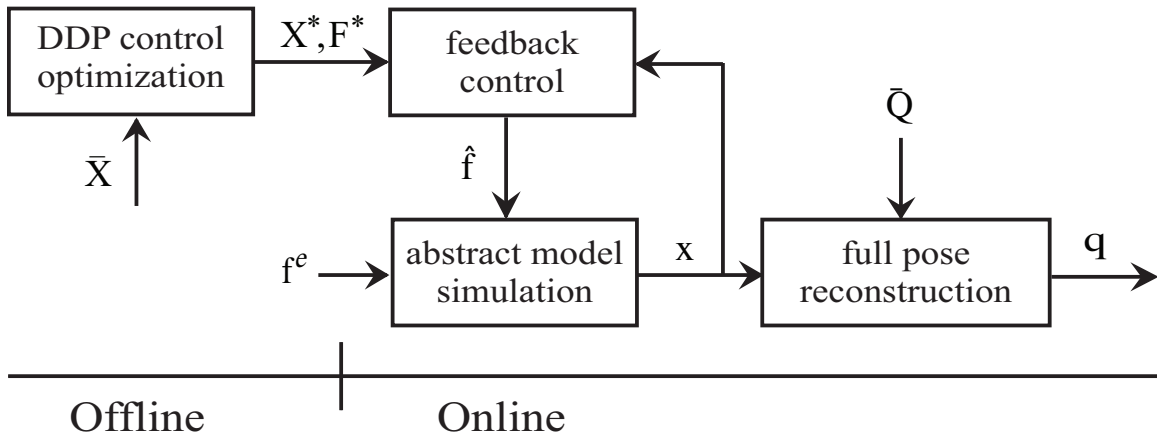 DDP control
optimization
X*,F*
feedback
control
X̄
f̂
Q̄
fᵉ
abstract model
simulation
x
full pose
reconstruction
q
Offline
Online